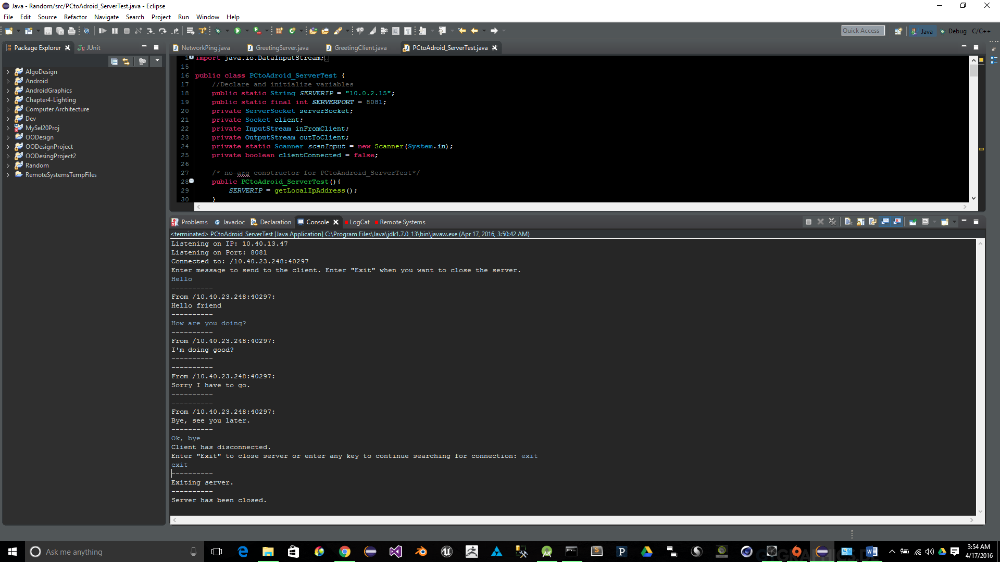 Java - Random/src/PCtoAdroid_ServerTest.java - Eclipse
File Edit Source Refactor Navigate Search Project Run Window Help
Quick Access
Java
Debug
C/C++
Package Explorer
JUnit
AlgoDesign
Android
AndroidGraphics
Chapter4-Lighting
Computer Architecture
Dev
MySel20Proj
OODesign
OODesignProject
OODesingProject2
Random
RemoteSystemsTempFiles
NetworkPing.java
GreetingServer.java
GreetingClient.java
PCtoAdroid_ServerTest.java
1 import java.io.DataInputStream;
15
16 public class PCtoAdroid_ServerTest {
17 //Declare and initialize variables
18 public static String SERVERIP = "10.0.2.15";
19 public static final int SERVERPORT = 8081;
20 private ServerSocket serverSocket;
21 private Socket client;
22 private InputStream inFromClient;
23 private OutputStream outToClient;
24 private static Scanner scanInput = new Scanner(System.in);
25 private boolean clientConnected = false;
26
27 /* no-arg constructor for PCtoAndroid_ServerTest*/
28 public PCtoAdroid_ServerTest(){
29 SERVERIP = getLocalIpAddress();
30 }
Problems
Javadoc
Declaration
Console
LogCat
Remote Systems
<terminated> PCtoAdroid_ServerTest [Java Application] C:\Program Files\Java\jdk1.7.0_13\bin\javaw.exe (Apr 17, 2016, 3:50:42 AM)
Listening on IP: 10.40.13.47
Listening on Port: 8081
Connected to: /10.40.23.248:40297
Enter message to send to the client. Enter "Exit" when you want to close the server.
Hello
----------
From /10.40.23.248:40297:
Hello friend
----------
How are you doing?
----------
From /10.40.23.248:40297:
I'm doing good?
----------
----------
From /10.40.23.248:40297:
Sorry I have to go.
----------
----------
From /10.40.23.248:40297:
Bye, see you later.
----------
Ok, bye
Client has disconnected.
Enter "Exit" to close server or enter any key to continue searching for connection: exit
exit
----------
Exiting server.
----------
Server has been closed.
Ask me anything
3:54 AM
4/17/2016